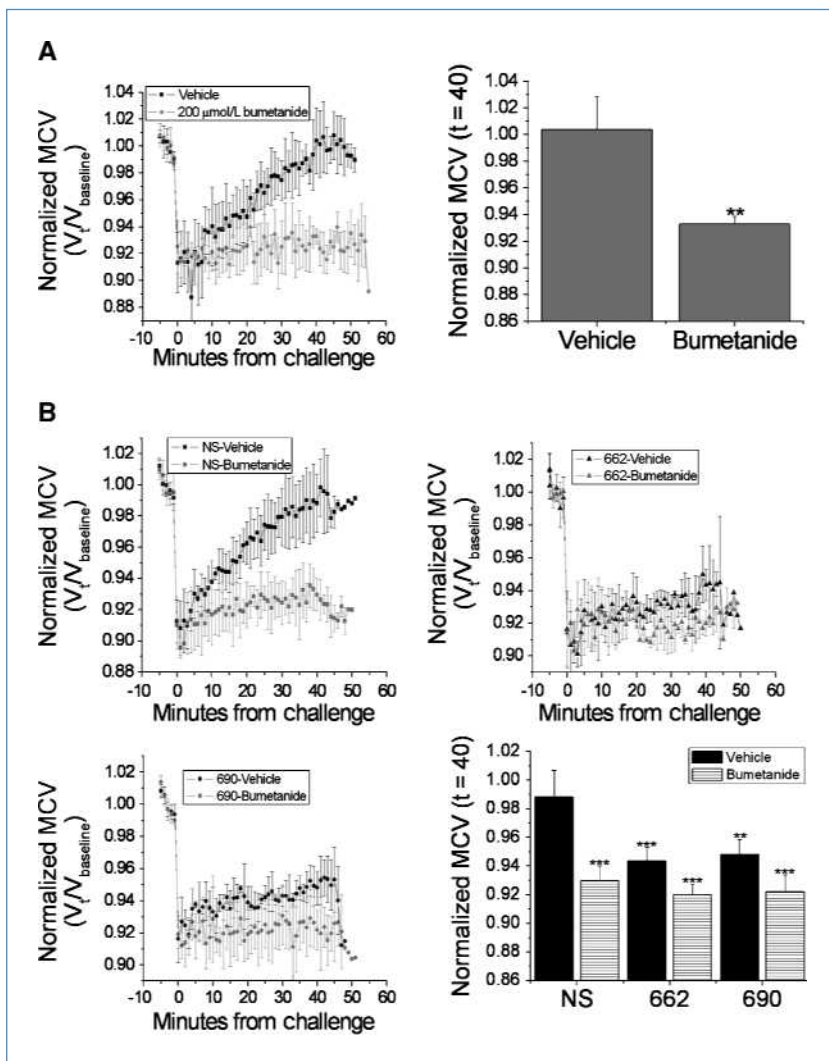 A
Normalized MCV
(Vt/Vbaseline)
1.04
1.02
1.00
0.98
0.96
0.94
0.92
0.90
0.88
Vehicle
200 µmol/L bumetanide
-10 0 10 20 30 40 50 60
Minutes from challenge
Normalized MCV (t = 40)
1.04
1.02
1.00
0.98
0.96
0.94
0.92
0.90
0.88
0.86
**
Vehicle Bumetanide
B
Normalized MCV
(Vt/Vbaseline)
1.02
1.00
0.98
0.96
0.94
0.92
0.90
0.88
NS-Vehicle
NS-Bumetanide
-10 0 10 20 30 40 50 60
Minutes from challenge
Normalized MCV
(Vt/Vbaseline)
1.02
1.00
0.98
0.96
0.94
0.92
0.90
662-Vehicle
662-Bumetanide
-10 0 10 20 30 40 50 60
Minutes from challenge
Normalized MCV
(Vt/Vbaseline)
1.02
1.00
0.98
0.96
0.94
0.92
0.90
690-Vehicle
690-Bumetanide
-10 0 10 20 30 40 50 60
Minutes from challenge
Normalized MCV (t = 40)
1.02
1.00
0.98
0.96
0.94
0.92
0.90
0.88
0.86
Vehicle
Bumetanide
*** *** *** ** ***
NS 662 690